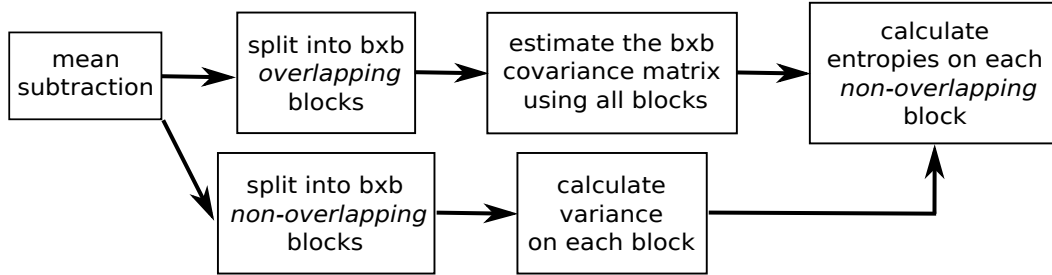 mean
subtraction
split into bxb
overlapping
blocks
estimate the bxb
covariance matrix
using all blocks
calculate
entropies on each
non-overlapping
block
split into bxb
non-overlapping
blocks
calculate
variance
on each block